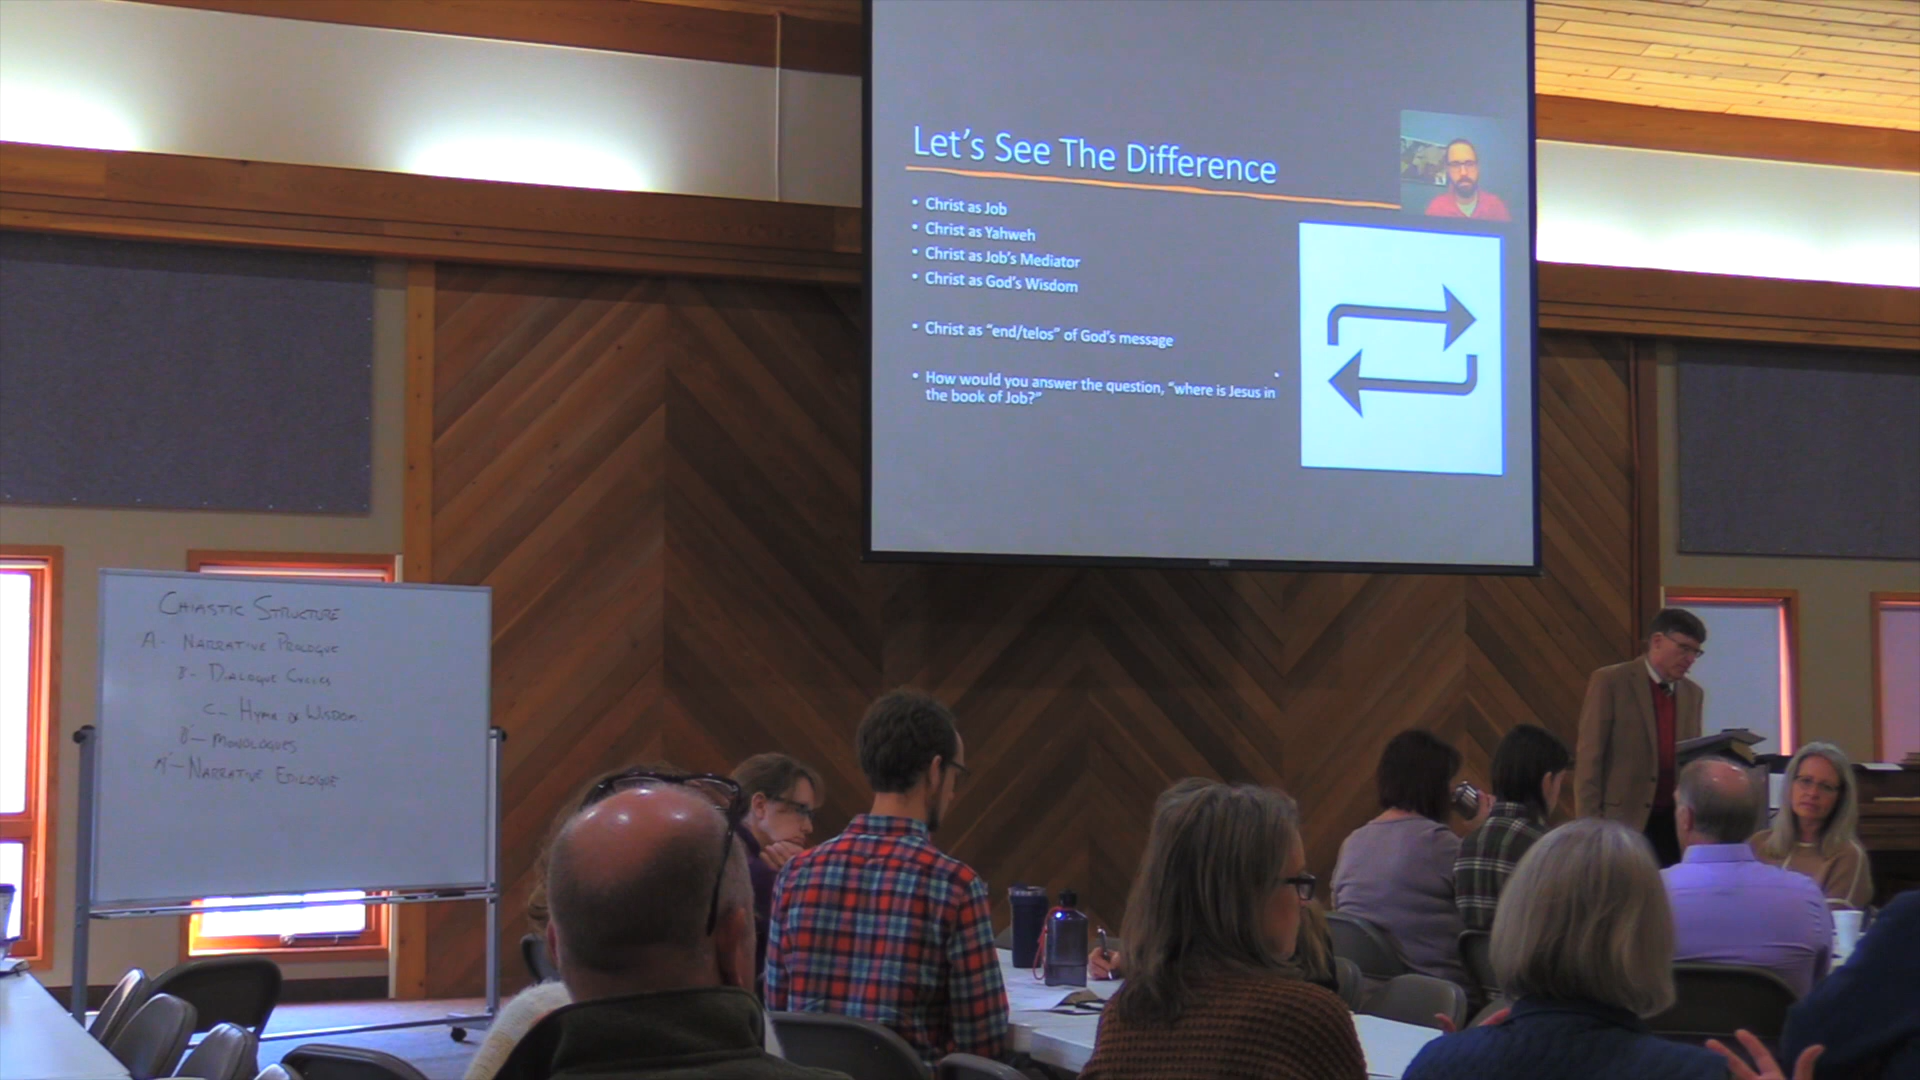 Let's See The Difference
• Christ as Job
• Christ as Yahweh
• Christ as Job's Mediator
• Christ as God's Wisdom
• Christ as "end/telos" of God's message
• How would you answer the question, "where is Jesus in
the book of Job?"
CHIASTIC STRUCTURE
A- NARRATIVE PROLOGUE
B- DIALOGUE CYCLES
C- HYMN OF WISDOM
B'- MONOLOGUES
A'- NARRATIVE EPILOGUE